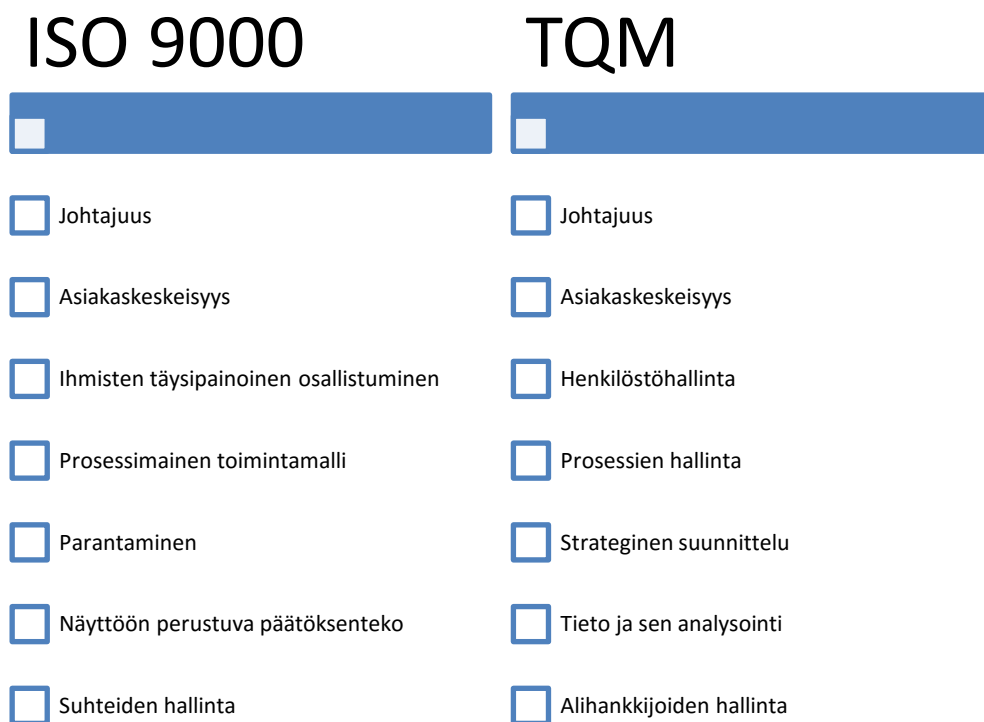 ISO 9000
Johtajuus
Asiakaskeskeisyys
Ihmisten täysipainoinen osallistuminen
Prosessimainen toimintamalli
Parantaminen
Näyttöön perustuva päätöksenteko
Suhteiden hallinta
TQM
Johtajuus
Asiakaskeskeisyys
Henkilöstöhallinta
Prosessien hallinta
Strateginen suunnittelu
Tieto ja sen analysointi
Alihankkijoiden hallinta